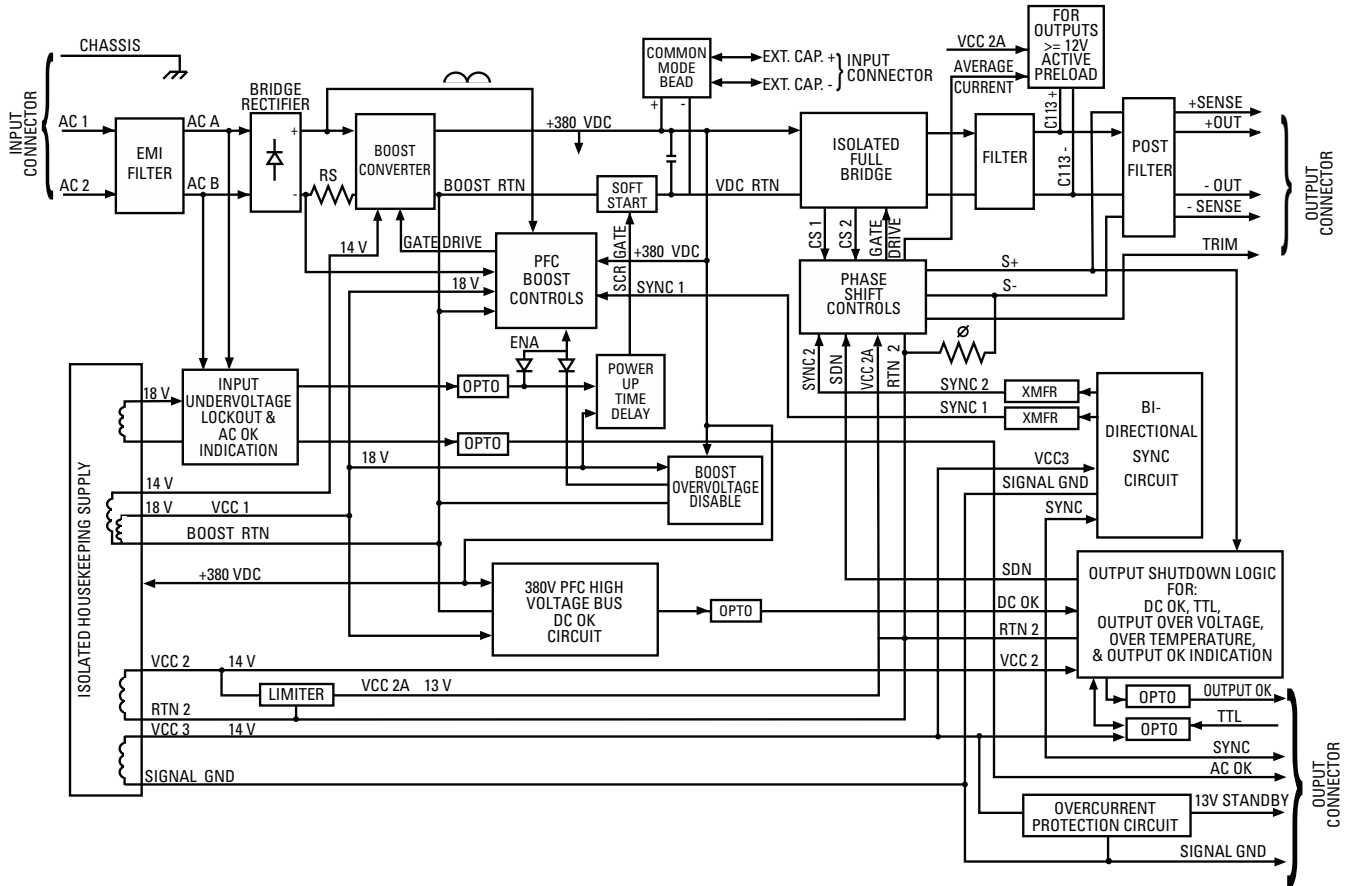 CHASSIS
INPUT
CONNECTOR
AC 1
AC 2
EMI
FILTER
AC A
AC B
BRIDGE
RECTIFIER
+
-
RS
BOOST
CONVERTER
+380 VDC
BOOST RTN
SOFT
START
VDC RTN
COMMON
MODE
BEAD
+ -
EXT. CAP. +
EXT. CAP. -
INPUT
CONNECTOR
VCC 2A
AVERAGE
CURRENT
FOR
OUTPUTS
>= 12V
ACTIVE
PRELOAD
C113 +
C113 -
ISOLATED
FULL
BRIDGE
FILTER
POST
FILTER
+SENSE
+OUT
- OUT
- SENSE
TRIM
OUTPUT
CONNECTOR
14 V
GATE DRIVE
18 V
PFC
BOOST
CONTROLS
SCR GATE
+380 VDC
SYNC 1
CS 1
CS 2
GATE
DRIVE
PHASE
SHIFT
CONTROLS
S+
S-
Ø
SYNC 2
SDN
VCC 2A
RTN 2
ENA
POWER
UP
TIME
DELAY
OPTO
OPTO
18 V
INPUT
UNDERVOLTAGE
LOCKOUT &
AC OK
INDICATION
18 V
BOOST
OVERVOLTAGE
DISABLE
SYNC 2
XMFR
SYNC 1
XMFR
BI-
DIRECTIONAL
SYNC
CIRCUIT
VCC3
SIGNAL GND
SYNC
ISOLATED HOUSEKEEPING SUPPLY
14 V
18 V VCC 1
BOOST RTN
+380 VDC
380V PFC HIGH
VOLTAGE BUS
DC OK
CIRCUIT
OPTO
SDN
DC OK
RTN 2
VCC 2
OUTPUT SHUTDOWN LOGIC
FOR:
DC OK, TTL,
OUTPUT OVER VOLTAGE,
OVER TEMPERATURE,
& OUTPUT OK INDICATION
VCC 2 14 V
LIMITER
VCC 2A 13 V
RTN 2
VCC 3 14 V
SIGNAL GND
OPTO
OUTPUT OK
OPTO
TTL
SYNC
AC OK
OVERCURRENT
PROTECTION CIRCUIT
13V STANDBY
SIGNAL GND
OUPUT
CONNECTOR